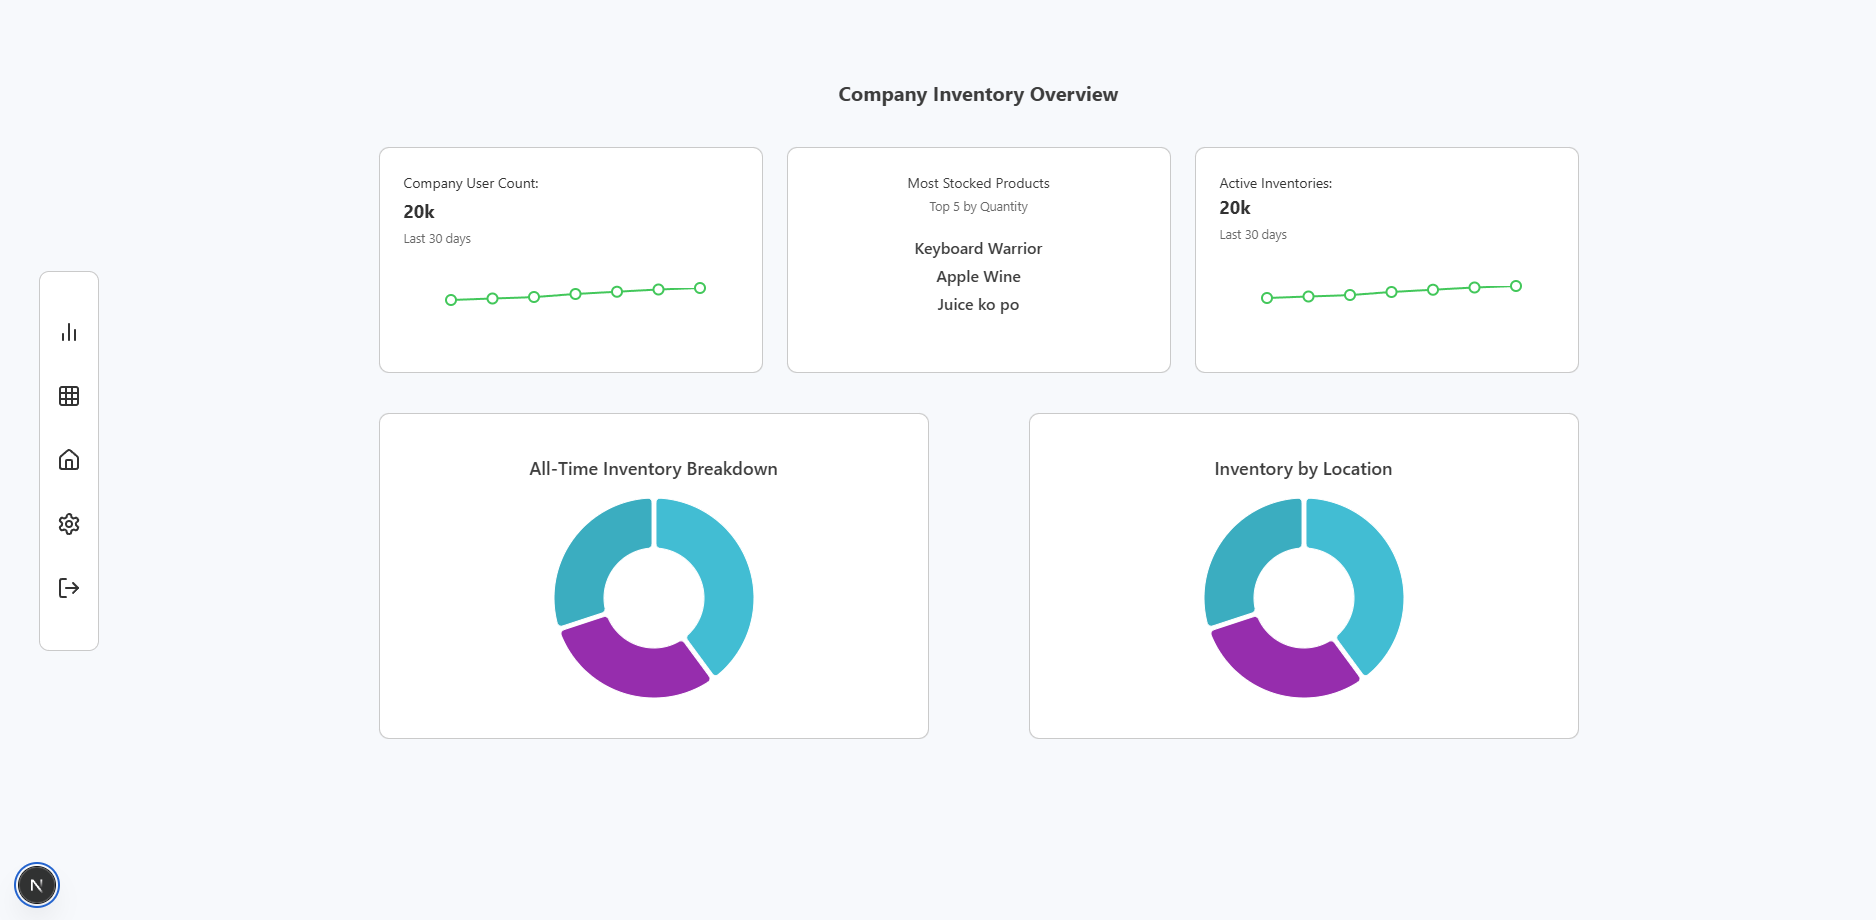 Company Inventory Overview
Company User Count:
20k
Last 30 days
Most Stocked Products
Top 5 by Quantity
Keyboard Warrior
Apple Wine
Juice ko po
Active Inventories:
20k
Last 30 days
All-Time Inventory Breakdown
Inventory by Location
N